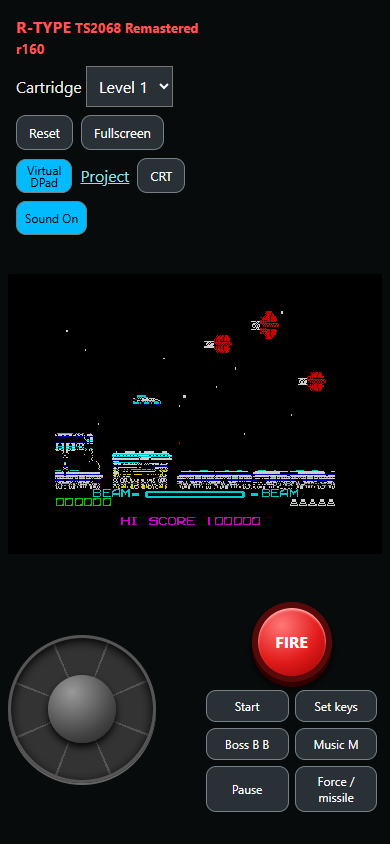 R-TYPE TS2068 Remastered
r160
Cartridge Level 1
Reset Fullscreen
Virtual
DPad
Project CRT
Sound On
BEAM BEAM
000000
HI SCORE 100000
FIRE
Start Set keys
Boss B B Music M
Pause Force /
missile